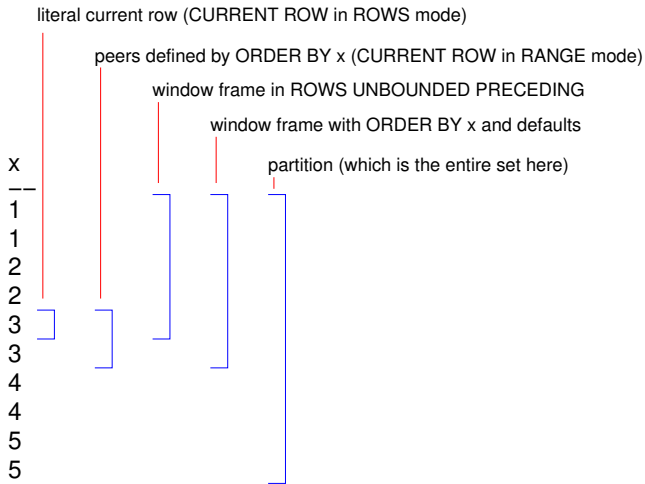 literal current row (CURRENT ROW in ROWS mode)
peers defined by ORDER BY x (CURRENT ROW in RANGE mode)
window frame in ROWS UNBOUNDED PRECEDING
window frame with ORDER BY x and defaults
partition (which is the entire set here)
x
--
1
1
2
2
3
3
4
4
5
5